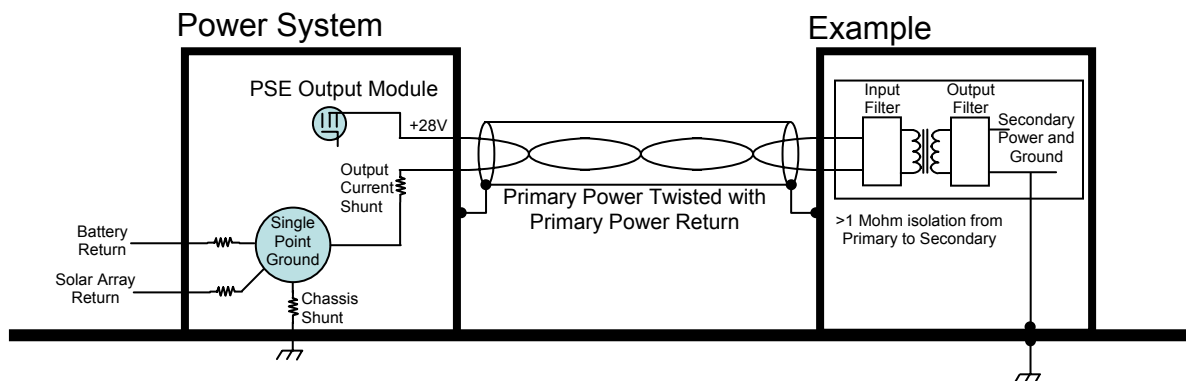 Power System
Example
PSE Output Module
+28V
Output
Current
Shunt
Single
Point
Ground
Battery
Return
Solar Array
Return
Chassis
Shunt
Primary Power Twisted with
Primary Power Return
Input
Filter
Output
Filter
Secondary
Power and
Ground
>1 Mohm isolation from
Primary to Secondary